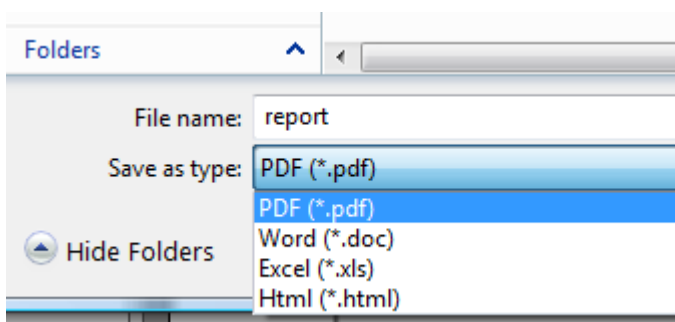 Folders
File name: report
Save as type: PDF (*.pdf)
PDF (*.pdf)
Word (*.doc)
Hide Folders
Excel (*.xls)
Html (*.html)